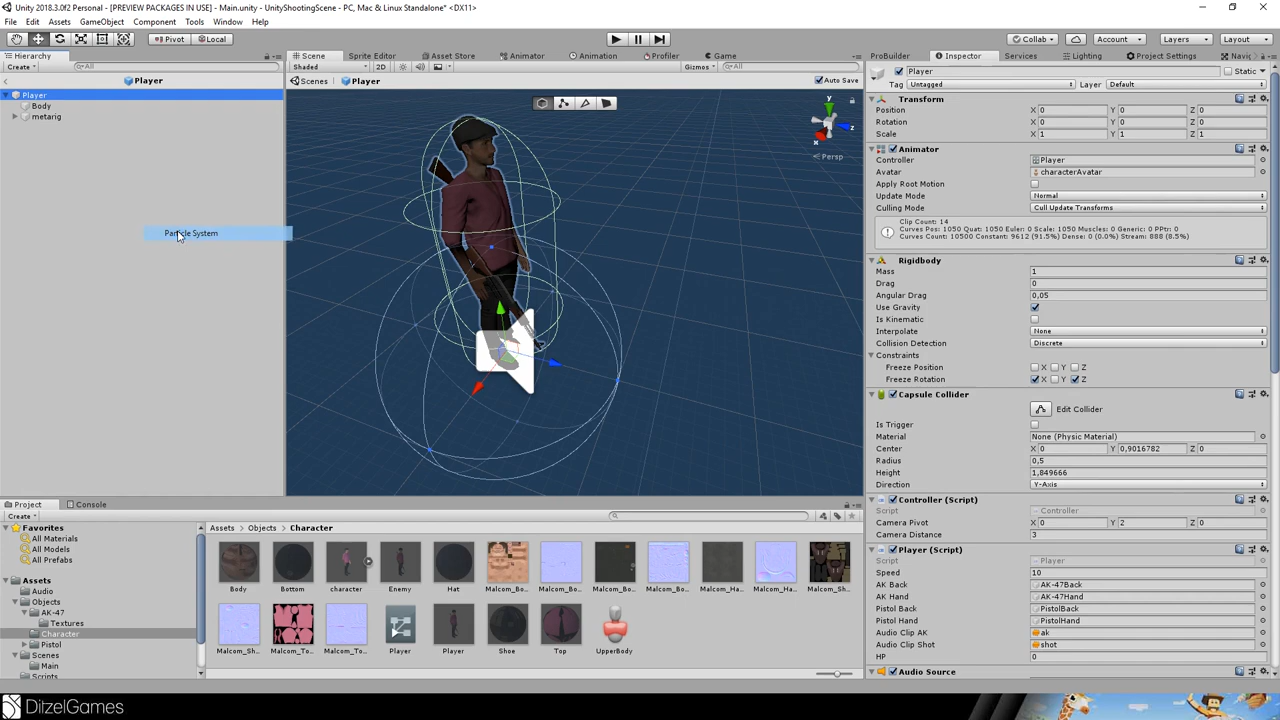 Unity 2018.3.0f2 Personal - [PREVIEW PACKAGES IN USE] - Main.unity - UnityShootingScene - PC, Mac & Linux Standalone* <DX11>
File Edit Assets GameObject Component Tools Window Help
Pivot Local Collab Account Layers Layout
Hierarchy
Create All
Player
Player
Body
metarig
Particle System
Scene Sprite Editor Asset Store Animator Animation Profiler Game
Shaded 2D Gizmos All
Scenes Player Auto Save
y
z
x
Persp
ProBuilder Inspector Services Lighting Project Settings Navig
Player Static
Tag Untagged Layer Default
Transform
Position X 0 Y 0 Z 0
Rotation X 0 Y 0 Z 0
Scale X 1 Y 1 Z 1
Animator
Controller Player
Avatar characterAvatar
Apply Root Motion
Update Mode Normal
Culling Mode Cull Update Transforms
Clip Count: 14
Curves Pos: 1050 Quat: 0 Euler: 0 Scale: 1050 Muscles: 1050 Generic: 0 PPtr: 0
Curves Count: 10500 Constant: 9612 (91.5%) Dense: 0 (0.0%) Stream: 888 (8.5%)
Rigidbody
Mass 1
Drag 0
Angular Drag 0,05
Use Gravity
Is Kinematic
Interpolate None
Collision Detection Discrete
Constraints
Freeze Position X Y Z
Freeze Rotation X Y Z
Capsule Collider
Edit Collider
Is Trigger
Material None (Physic Material)
Center X 0 Y 0,9016782 Z 0
Radius 0,5
Height 1,849666
Direction Y-Axis
Controller (Script)
Script Controller
Camera Pivot X 0 Y 2 Z 0
Camera Distance 3
Player (Script)
Script Player
Speed 10
AK Back AK-47Back
AK Hand AK-47Hand
Pistol Back PistolBack
Pistol Hand PistolHand
Audio Clip AK ak
Audio Clip Shot shot
HP 0
Audio Source
Project Console
Create
Favorites
All Materials
All Models
All Prefabs
Assets
Audio
Objects
AK-47
Textures
Character
Pistol
Scenes
Main
Scripts
Assets Objects Character
Body Bottom character Enemy Hat Malcom_Bo... Malcom_Bo... Malcom_Bo... Malcom_Bo... Malcom_Ha... Malcom_Ha... Malcom_Sh...
Malcom_Sh... Malcom_To... Malcom_To... Player Player Shoe Top UpperBody
DitzelGames